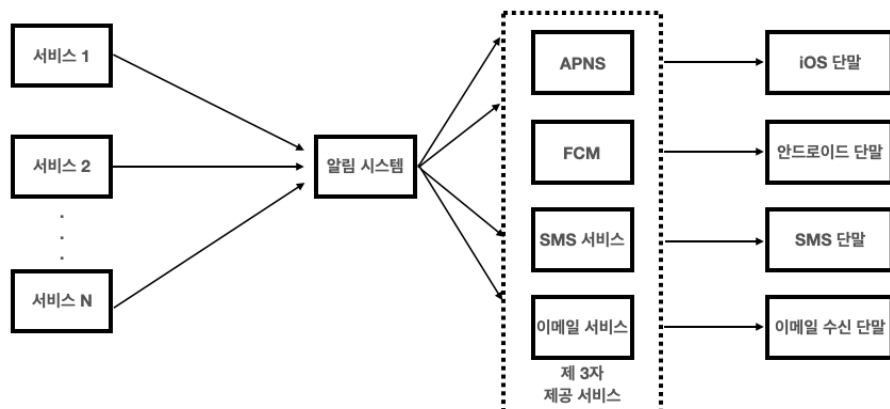 서비스 1
서비스 2
.
.
.
서비스 N
알림 시스템
APNS
FCM
SMS 서비스
이메일 서비스
제 3자
제공 서비스
iOS 단말
안드로이드 단말
SMS 단말
이메일 수신 단말